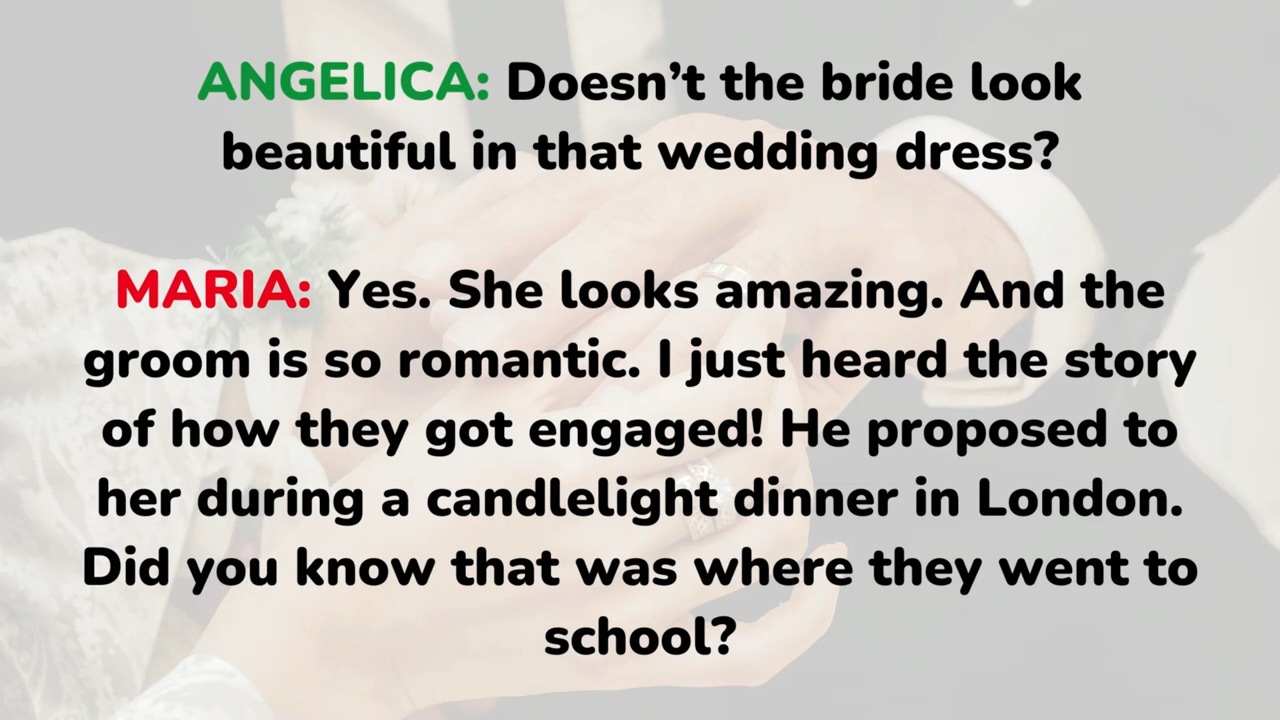 ANGELICA: Doesn’t the bride look
beautiful in that wedding dress?
MARIA: Yes. She looks amazing. And the
groom is so romantic. I just heard the story
of how they got engaged! He proposed to
her during a candlelight dinner in London.
Did you know that was where they went to
school?